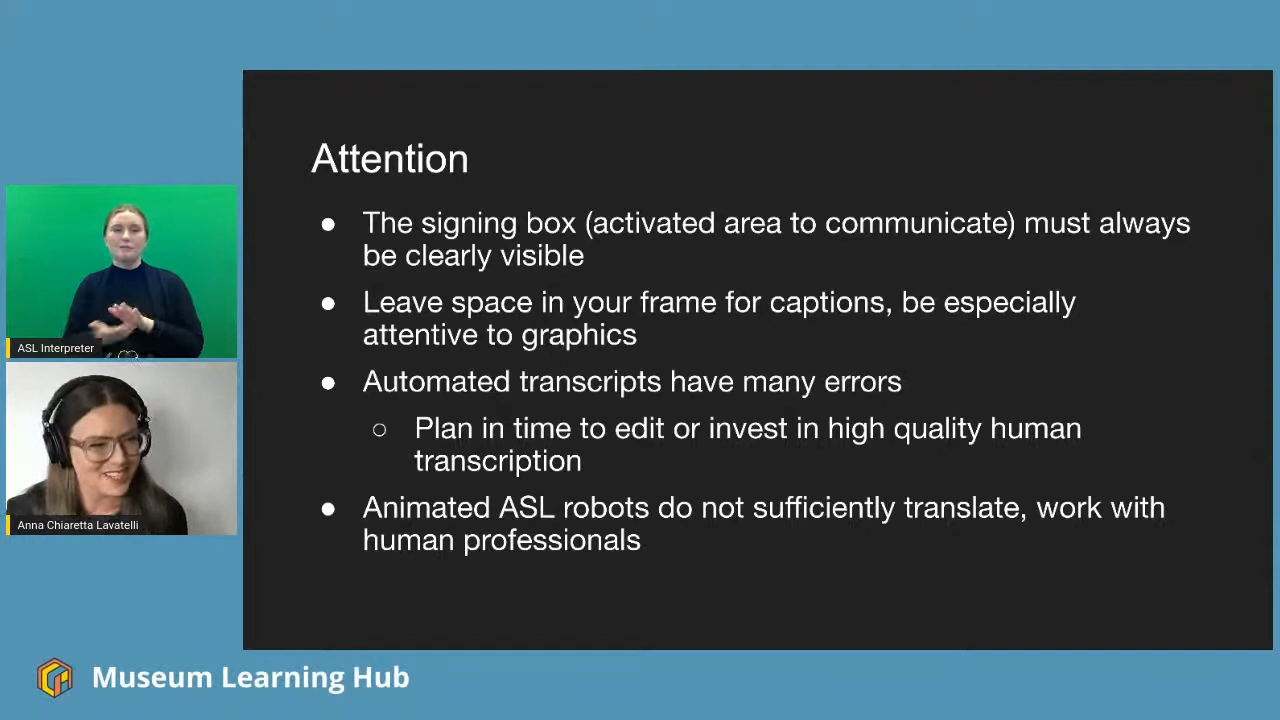 Attention
● The signing box (activated area to communicate) must always
be clearly visible
● Leave space in your frame for captions, be especially
attentive to graphics
● Automated transcripts have many errors
○ Plan in time to edit or invest in high quality human
transcription
● Animated ASL robots do not sufficiently translate, work with
human professionals
ASL Interpreter
Anna Chiaretta Lavatelli
Museum Learning Hub